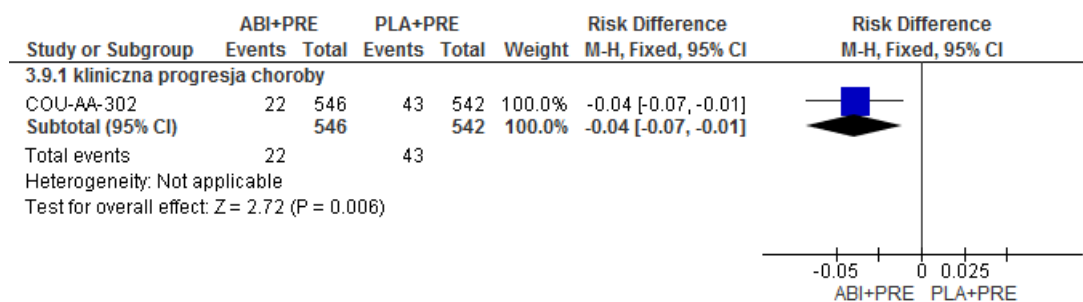 ABI+PRE PLA+PRE Risk Difference Risk Difference
Study or Subgroup Events Total Events Total Weight M-H, Fixed, 95% CI M-H, Fixed, 95% CI
3.9.1 kliniczna progresja choroby
COU-AA-302 22 546 43 542 100.0% -0.04 [-0.07, -0.01]
Subtotal (95% CI) 546 542 100.0% -0.04 [-0.07, -0.01]
Total events 22 43
Heterogeneity: Not applicable
Test for overall effect: Z = 2.72 (P = 0.006)
-0.05 0 0.025
ABI+PRE PLA+PRE